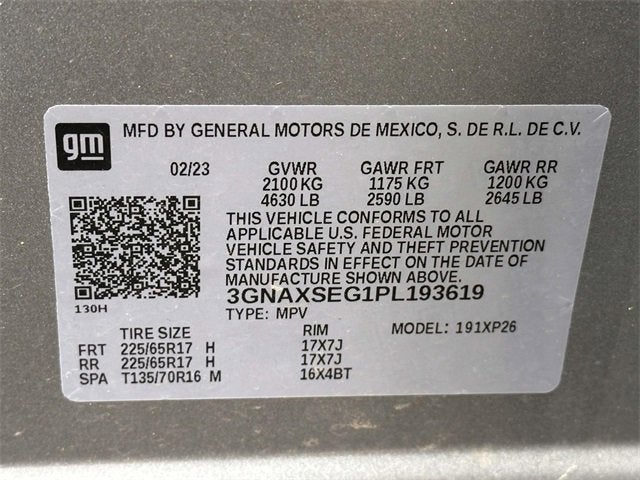 gm
MFD BY GENERAL MOTORS DE MEXICO, S. DE R.L. DE C.V.
02/23 GVWR GAWR FRT GAWR RR
2100 KG 1175 KG 1200 KG
4630 LB 2590 LB 2645 LB
THIS VEHICLE CONFORMS TO ALL
APPLICABLE U.S. FEDERAL MOTOR
VEHICLE SAFETY AND THEFT PREVENTION
STANDARDS IN EFFECT ON THE DATE OF
MANUFACTURE SHOWN ABOVE.
3GNAXSEG1PL193619
130H
TYPE: MPV
TIRE SIZE RIM MODEL: 191XP26
FRT 225/65R17 H 17X7J
RR 225/65R17 H 17X7J
SPA T135/70R16 M 16X4BT